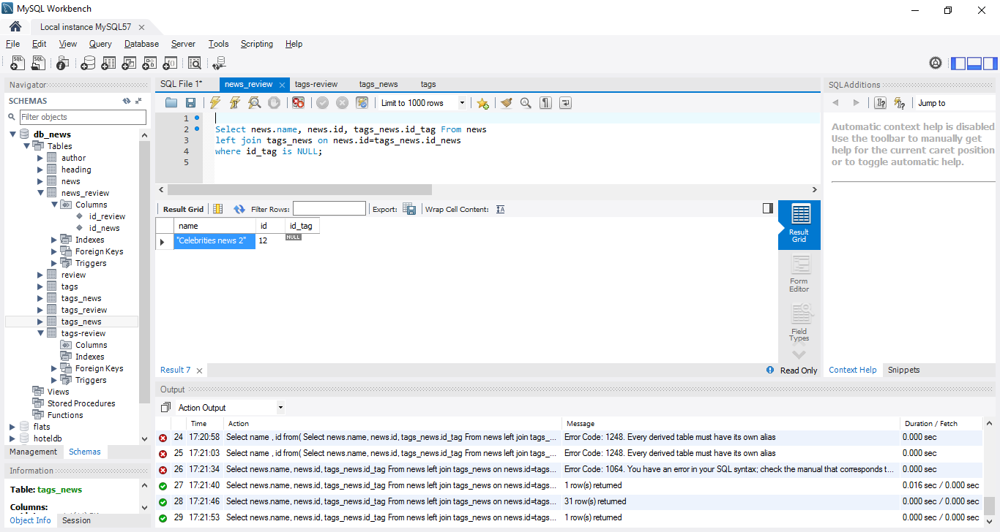 MySQL Workbench
Local instance MySQL57
File Edit View Query Database Server Tools Scripting Help
Navigator
SCHEMAS
Filter objects
db_news
Tables
author
heading
news
news_review
Columns
id_review
id_news
Indexes
Foreign Keys
Triggers
review
tags
tags_news
tags_review
tags_news
tags-review
Columns
Indexes
Foreign Keys
Triggers
Views
Stored Procedures
Functions
flats
hoteldb
Management Schemas
Information
Table: tags_news
Columns:
Object Info Session
SQL File 1* news_review tags-review tags_news tags
Limit to 1000 rows
1
2 Select news.name, news.id, tags_news.id_tag From news
3 left join tags_news on news.id=tags_news.id_news
4 where id_tag is NULL;
5
Result Grid Filter Rows: Export: Wrap Cell Content:
name id id_tag
"Celebrities news 2" 12 NULL
Result Grid
Form Editor
Field Types
Result 7 Read Only
SQLAdditions
Jump to
Automatic context help is disabled
Use the toolbar to manually get
help for the current caret position
or to toggle automatic help.
Context Help Snippets
Output
Action Output
Time Action Message Duration / Fetch
24 17:20:58 Select name , id from( Select news.name, news.id, tags_news.id_tag From news left join tags_... Error Code: 1248. Every derived table must have its own alias 0.000 sec
25 17:21:03 Select name , id from( Select news.name, news.id, tags_news.id_tag From news left join tags_... Error Code: 1248. Every derived table must have its own alias 0.000 sec
26 17:21:34 Select news.name, news.id, tags_news.id_tag From news left join tags_news on news.id=tags... Error Code: 1064. You have an error in your SQL syntax; check the manual that corresponds t... 0.000 sec
27 17:21:40 Select news.name, news.id, tags_news.id_tag From news left join tags_news on news.id=tags... 1 row(s) returned 0.016 sec / 0.000 sec
28 17:21:46 Select news.name, news.id, tags_news.id_tag From news left join tags_news on news.id=tags... 31 row(s) returned 0.000 sec / 0.000 sec
29 17:21:53 Select news.name, news.id, tags_news.id_tag From news left join tags_news on news.id=tags... 1 row(s) returned 0.000 sec / 0.000 sec